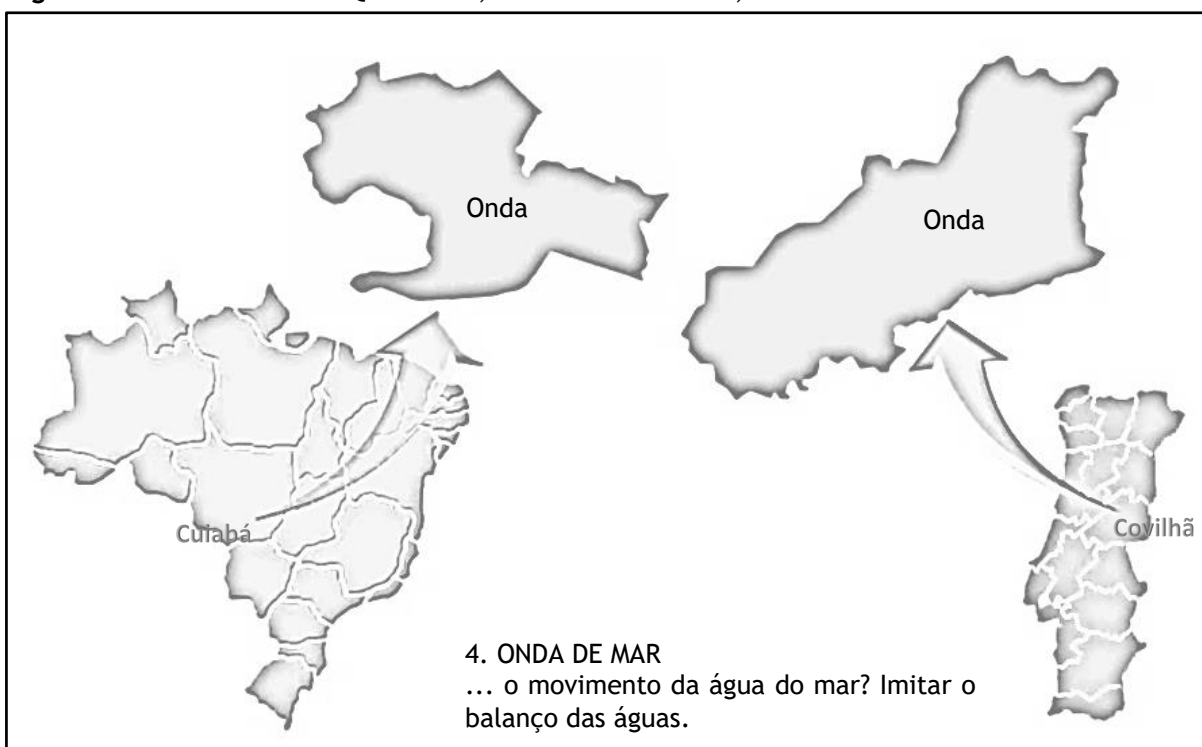 Onda
Onda
Cuiabá
Covilhã
4. ONDA DE MAR
... o movimento da água do mar? Imitar o
balanço das águas.